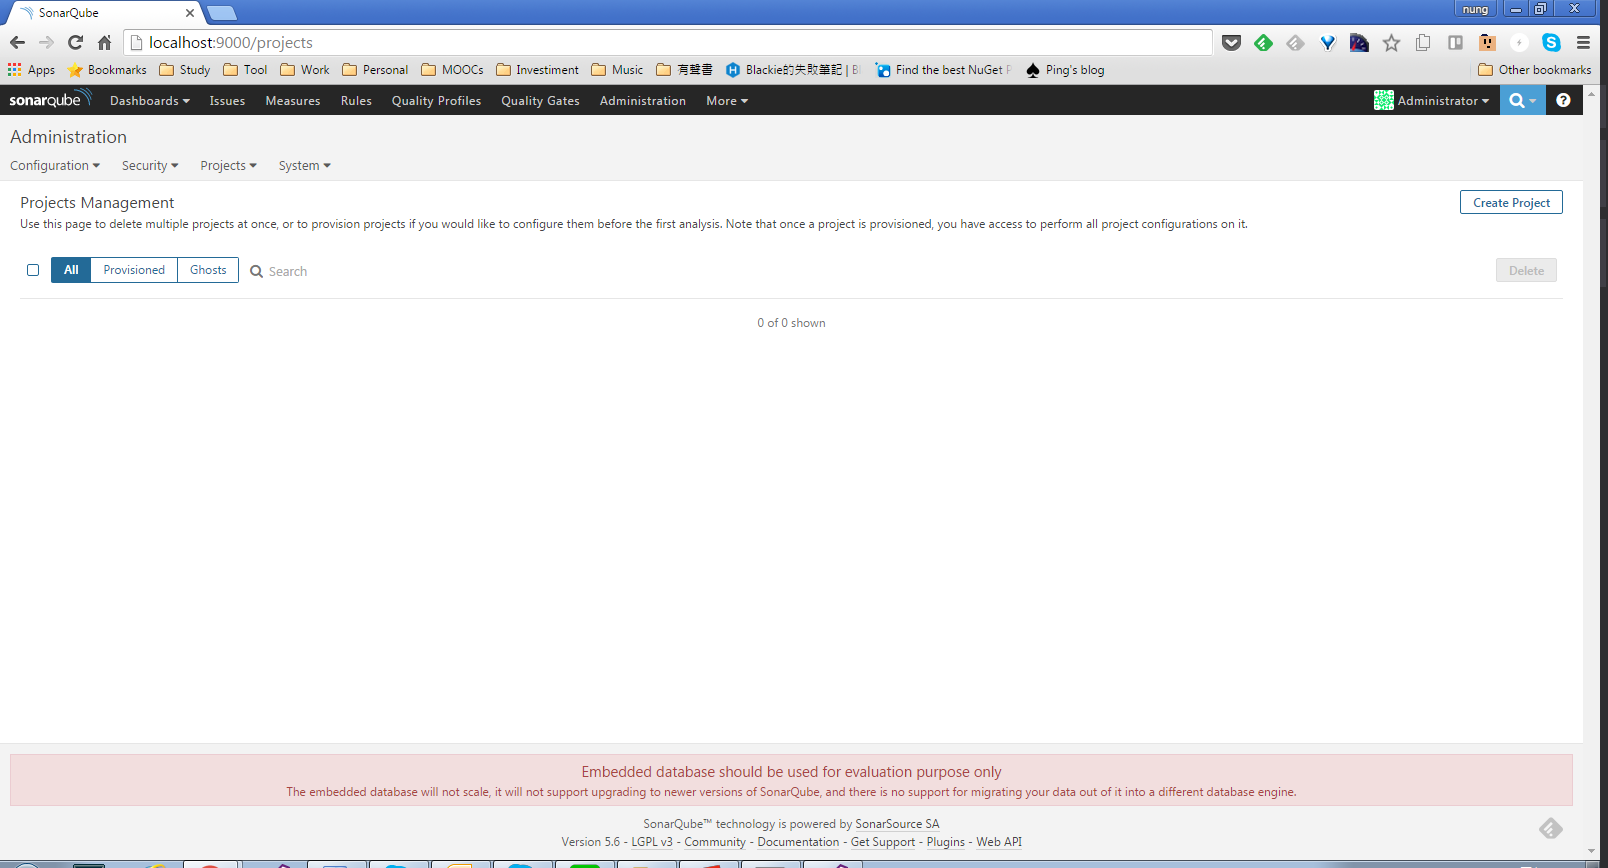 SonarQube
nung
localhost:9000/projects
Apps Bookmarks Study Tool Work Personal MOOCs Investiment Music 有聲書 Blackie的失敗筆記 | Find the best NuGet Ping's blog Other bookmarks
sonarqube Dashboards Issues Measures Rules Quality Profiles Quality Gates Administration More Administrator
Administration
Configuration Security Projects System
Projects Management
Create Project
Use this page to delete multiple projects at once, or to provision projects if you would like to configure them before the first analysis. Note that once a project is provisioned, you have access to perform all project configurations on it.
All Provisioned Ghosts Search Delete
0 of 0 shown
Embedded database should be used for evaluation purpose only
The embedded database will not scale, it will not support upgrading to newer versions of SonarQube, and there is no support for migrating your data out of it into a different database engine.
SonarQube™ technology is powered by SonarSource SA
Version 5.6 - LGPL v3 - Community - Documentation - Get Support - Plugins - Web API